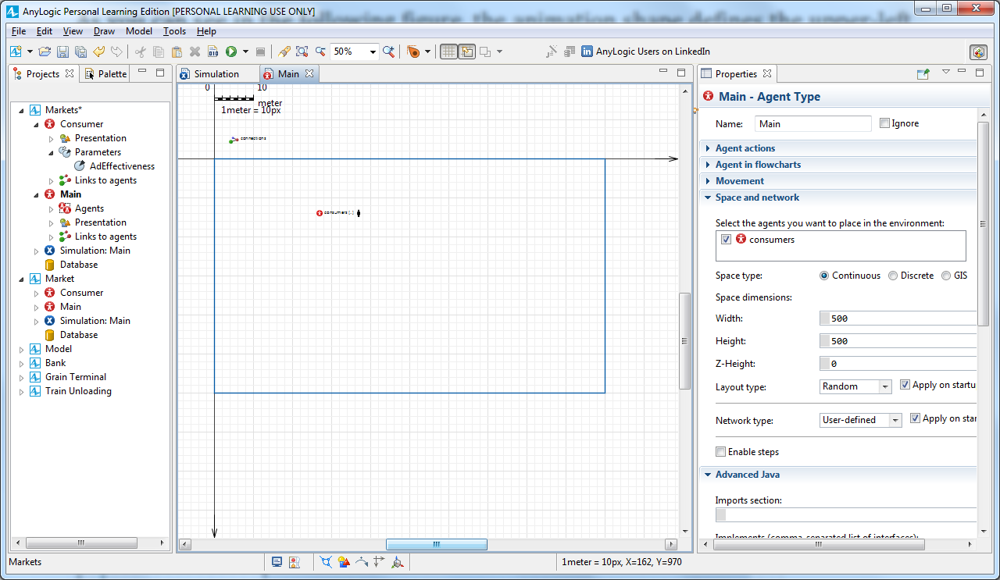 AnyLogic Personal Learning Edition [PERSONAL LEARNING USE ONLY]
File Edit View Draw Model Tools Help
50%
AnyLogic Users on LinkedIn
Projects
Palette
Markets*
Consumer
Presentation
Parameters
AdEffectiveness
Links to agents
Main
Agents
Presentation
Links to agents
Simulation: Main
Database
Market
Consumer
Main
Simulation: Main
Database
Model
Bank
Grain Terminal
Train Unloading
Simulation
Main
0 10
meter
1meter = 10px
connections
consumers [..]
Properties
Main - Agent Type
Name: Main Ignore
Agent actions
Agent in flowcharts
Movement
Space and network
Select the agents you want to place in the environment:
consumers
Space type: Continuous Discrete GIS
Space dimensions:
Width: 500
Height: 500
Z-Height: 0
Layout type: Random Apply on startu
Network type: User-defined Apply on star
Enable steps
Advanced Java
Imports section:
Implements (comma-separated list of interfaces):
Markets
1meter = 10px, X=162, Y=970